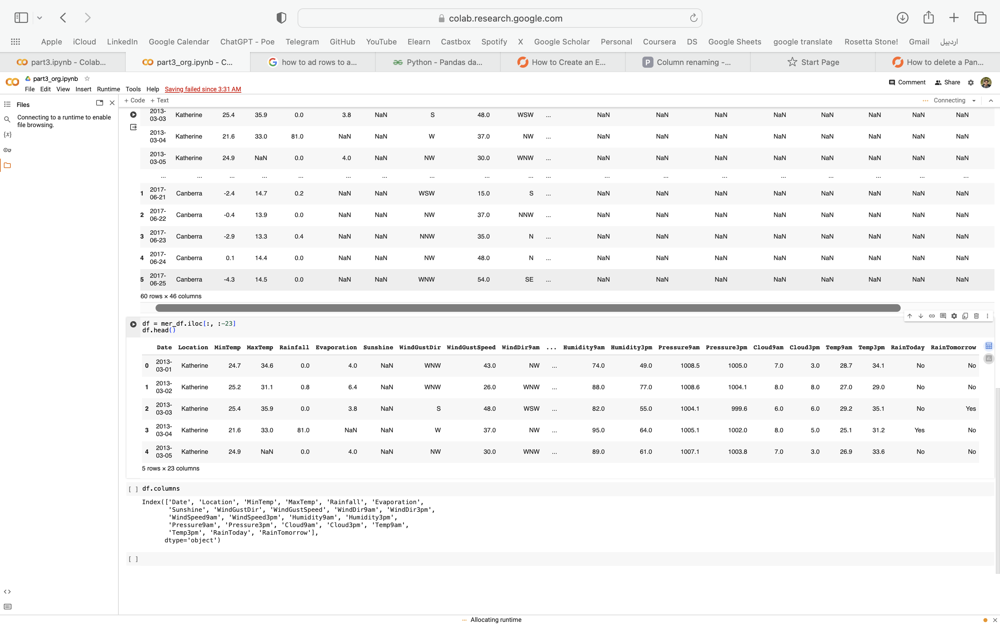 colab.research.google.com
Apple iCloud LinkedIn Google Calendar ChatGPT - Poe Telegram GitHub YouTube Elearn Castbox Spotify X Google Scholar Personal Coursera DS Google Sheets google translate Rosetta Stone! Gmail اردبیل
part3.ipynb - Colab... part3_org.ipynb - C... how to ad rows to a... Python - Pandas da... How to Create an E... Column renaming -... Start Page How to delete a Pan...
part3_org.ipynb
Comment Share
File Edit View Insert Runtime Tools Help Saving failed since 3:31 AM
Files
+ Code + Text
Connecting
Connecting to a runtime to enable
file browsing.
2013-03-03 Katherine 25.4 35.9 0.0 3.8 NaN S 48.0 WSW ... NaN NaN NaN NaN NaN NaN NaN NaN
2013-03-04 Katherine 21.6 33.0 81.0 NaN NaN W 37.0 NW ... NaN NaN NaN NaN NaN NaN NaN NaN
2013-03-05 Katherine 24.9 NaN 0.0 4.0 NaN NW 30.0 WNW ... NaN NaN NaN NaN NaN NaN NaN NaN
... ... ... ... ... ... ... ... ... ... ... ... ... ... ... ... ... ... ...
1 2017-06-21 Canberra -2.4 14.7 0.2 NaN NaN WSW 15.0 S ... NaN NaN NaN NaN NaN NaN NaN NaN
2 2017-06-22 Canberra -0.4 13.9 0.0 NaN NaN NW 37.0 NNW ... NaN NaN NaN NaN NaN NaN NaN NaN
3 2017-06-23 Canberra -2.9 13.3 0.4 NaN NaN NNW 35.0 N ... NaN NaN NaN NaN NaN NaN NaN NaN
4 2017-06-24 Canberra 0.1 14.4 0.0 NaN NaN NW 48.0 N ... NaN NaN NaN NaN NaN NaN NaN NaN
5 2017-06-25 Canberra -4.3 14.5 0.0 NaN NaN WNW 54.0 SE ... NaN NaN NaN NaN NaN NaN NaN NaN
60 rows × 46 columns
df = mer_df.iloc[:, :-23]
df.head()
Date Location MinTemp MaxTemp Rainfall Evaporation Sunshine WindGustDir WindGustSpeed WindDir9am ... Humidity9am Humidity3pm Pressure9am Pressure3pm Cloud9am Cloud3pm Temp9am Temp3pm RainToday RainTomorrow
0 2013-03-01 Katherine 24.7 34.6 0.0 4.0 NaN WNW 43.0 NW ... 74.0 49.0 1008.5 1005.0 7.0 3.0 28.7 34.1 No No
1 2013-03-02 Katherine 25.2 31.1 0.8 6.4 NaN WNW 26.0 WNW ... 88.0 77.0 1008.6 1004.1 8.0 8.0 27.0 29.0 No No
2 2013-03-03 Katherine 25.4 35.9 0.0 3.8 NaN S 48.0 WSW ... 82.0 55.0 1004.1 999.6 6.0 6.0 29.2 35.1 No Yes
3 2013-03-04 Katherine 21.6 33.0 81.0 NaN NaN W 37.0 NW ... 95.0 64.0 1005.1 1002.0 8.0 5.0 25.1 31.2 Yes No
4 2013-03-05 Katherine 24.9 NaN 0.0 4.0 NaN NW 30.0 WNW ... 89.0 61.0 1007.1 1003.8 7.0 3.0 26.9 33.6 No No
5 rows × 23 columns
[ ] df.columns
Index(['Date', 'Location', 'MinTemp', 'MaxTemp', 'Rainfall', 'Evaporation',
'Sunshine', 'WindGustDir', 'WindGustSpeed', 'WindDir9am', 'WindDir3pm',
'WindSpeed9am', 'WindSpeed3pm', 'Humidity9am', 'Humidity3pm',
'Pressure9am', 'Pressure3pm', 'Cloud9am', 'Cloud3pm', 'Temp9am',
'Temp3pm', 'RainToday', 'RainTomorrow'],
dtype='object')
[ ]
Allocating runtime